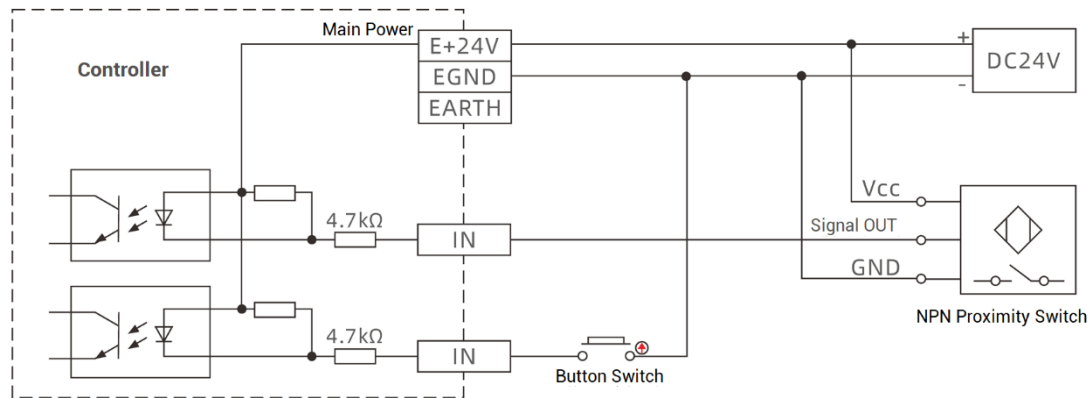 Main Power
E+24V
+
DC24V
Controller
EGND
-
EARTH
Vcc
4.7kΩ
IN
Signal OUT
GND
NPN Proximity Switch
4.7kΩ
IN
Button Switch